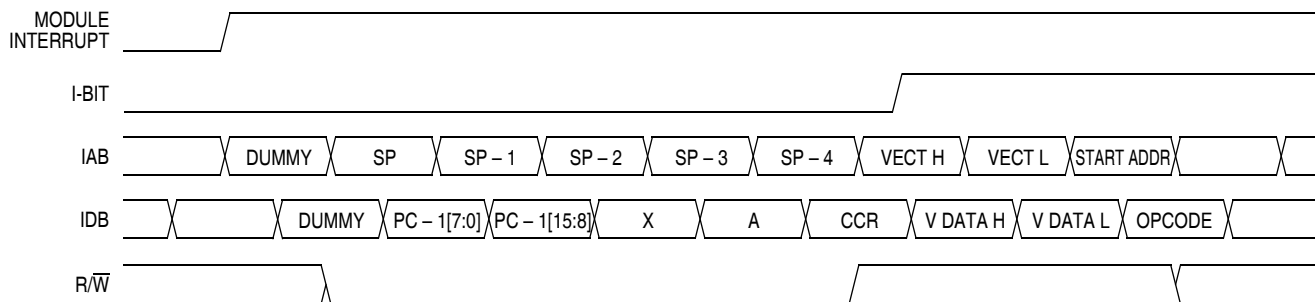 MODULE
INTERRUPT
I-BIT
IAB DUMMY SP SP – 1 SP – 2 SP – 3 SP – 4 VECT H VECT L START ADDR
IDB DUMMY PC – 1[7:0] PC – 1[15:8] X A CCR V DATA H V DATA L OPCODE
R/W̅